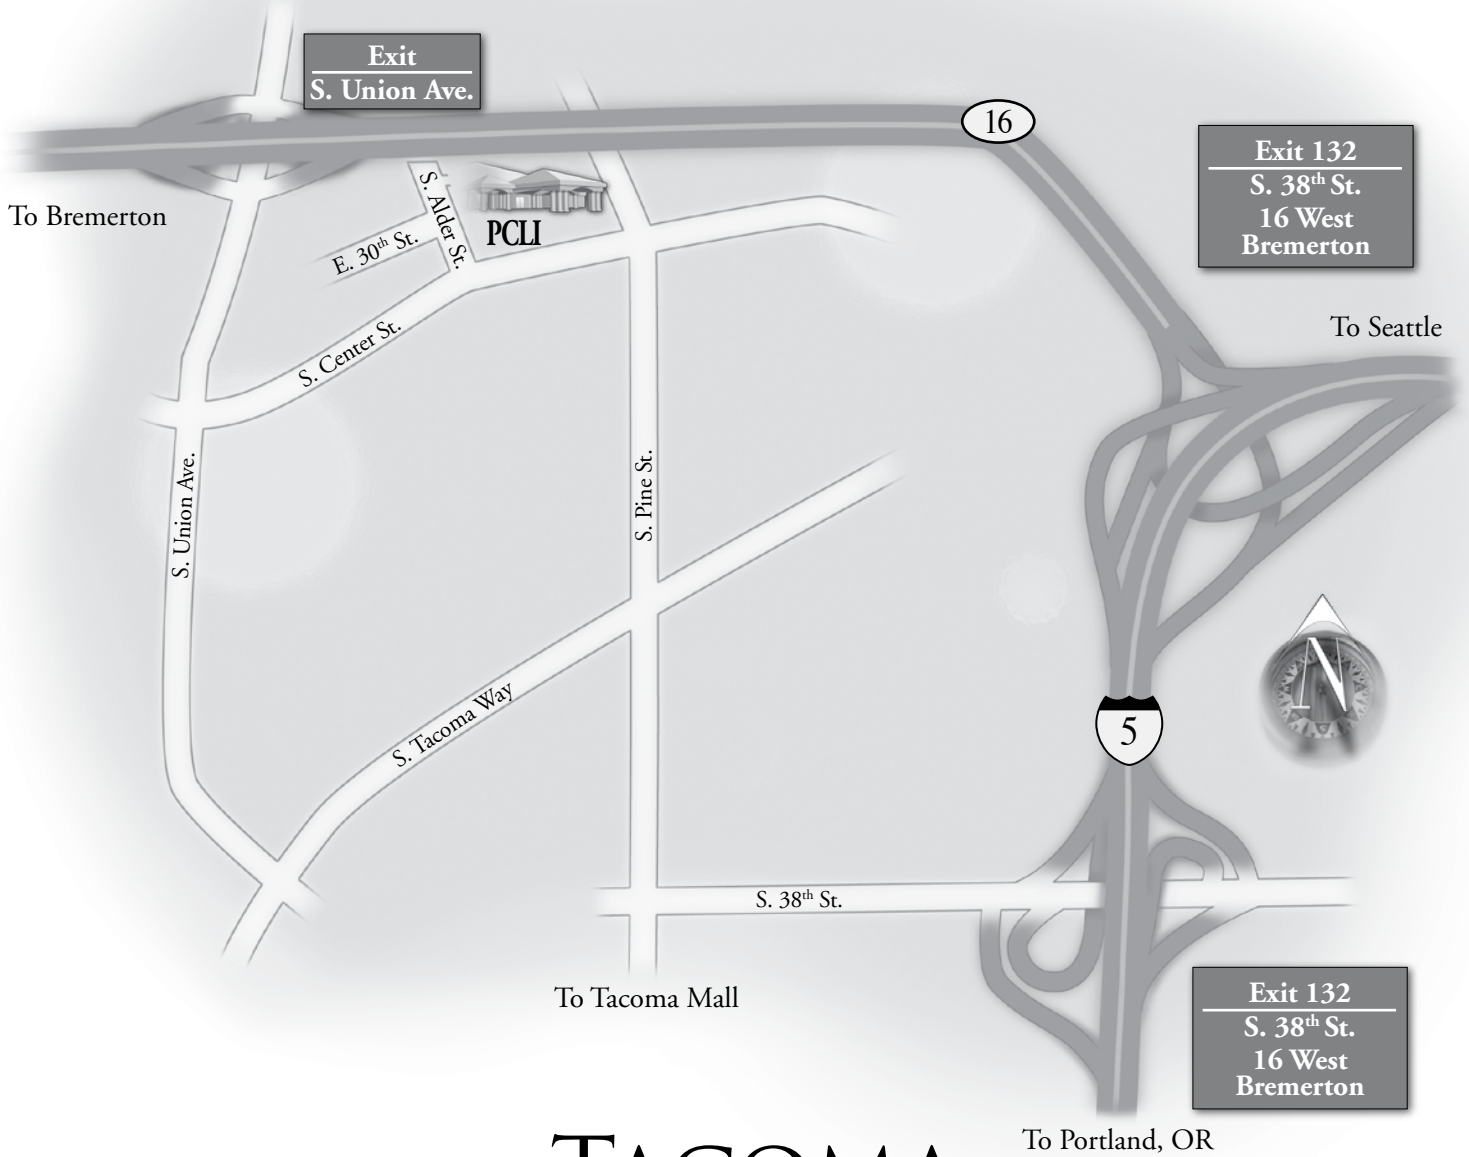 Exit
S. Union Ave.
16
Exit 132
S. 38th St.
16 West
Bremerton
To Bremerton
S. Alder St.
PCLI
E. 30th St.
To Seattle
S. Center St.
S. Union Ave.
S. Pine St.
N
S. Tacoma Way
5
S. 38th St.
To Tacoma Mall
Exit 132
S. 38th St.
16 West
Bremerton
To Portland, OR
TACOMA